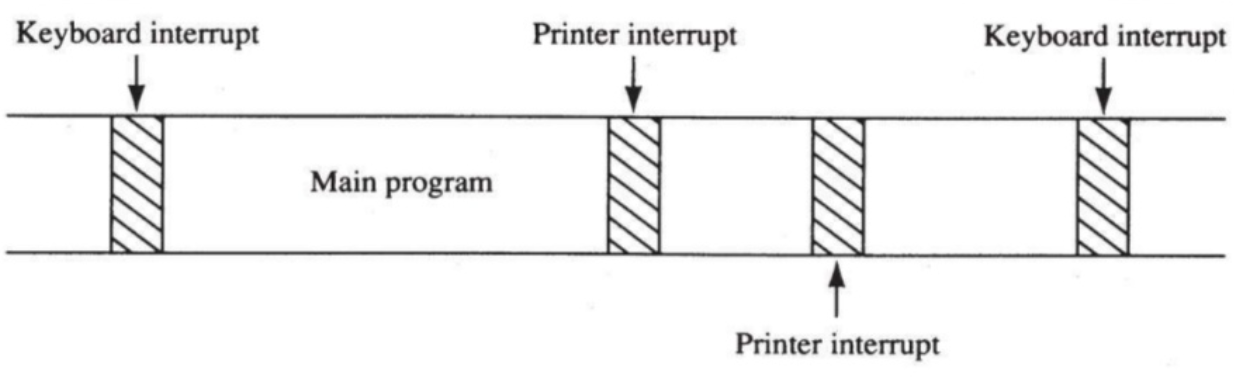 Keyboard interrupt
Printer interrupt
Keyboard interrupt
Main program
Printer interrupt